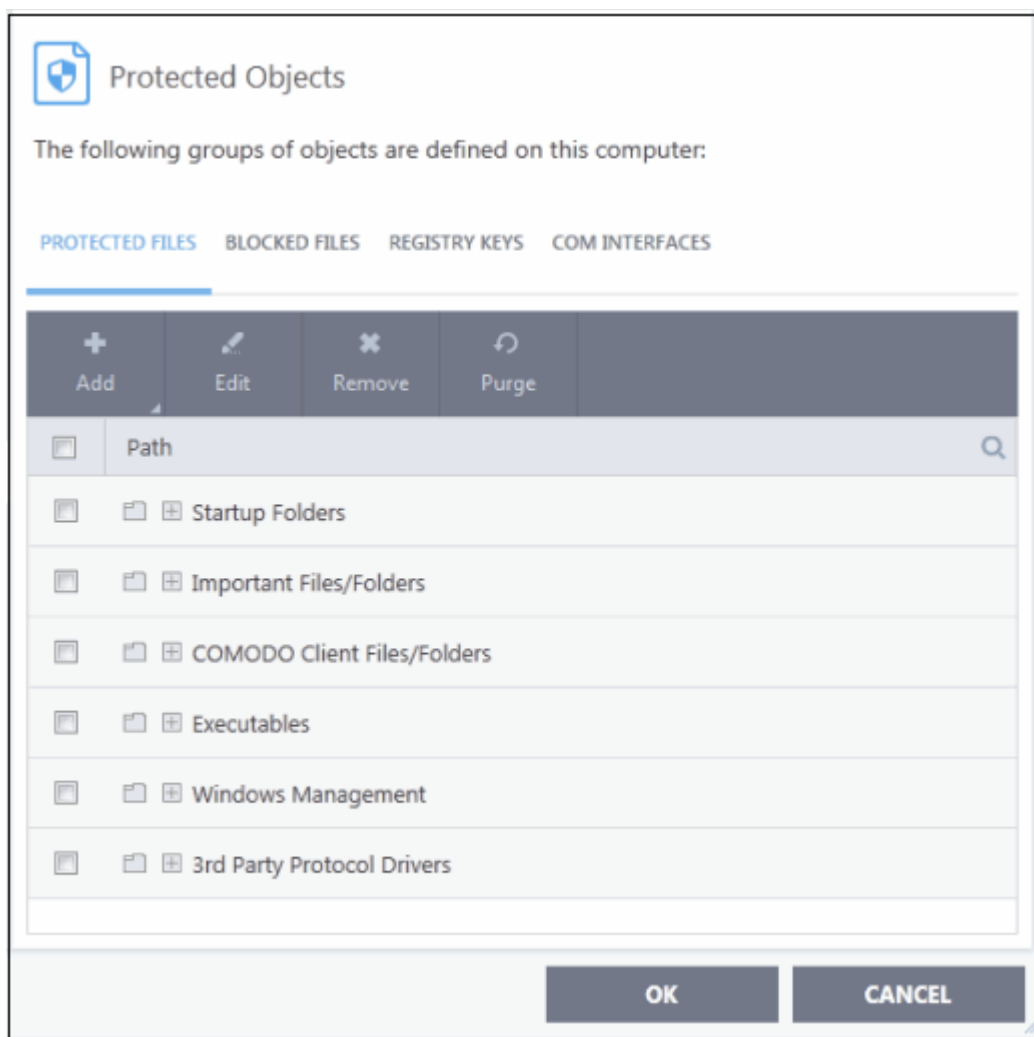 Protected Objects
The following groups of objects are defined on this computer:
PROTECTED FILES BLOCKED FILES REGISTRY KEYS COM INTERFACES
Add Edit Remove Purge
Path
Startup Folders
Important Files/Folders
COMODO Client Files/Folders
Executables
Windows Management
3rd Party Protocol Drivers
OK CANCEL